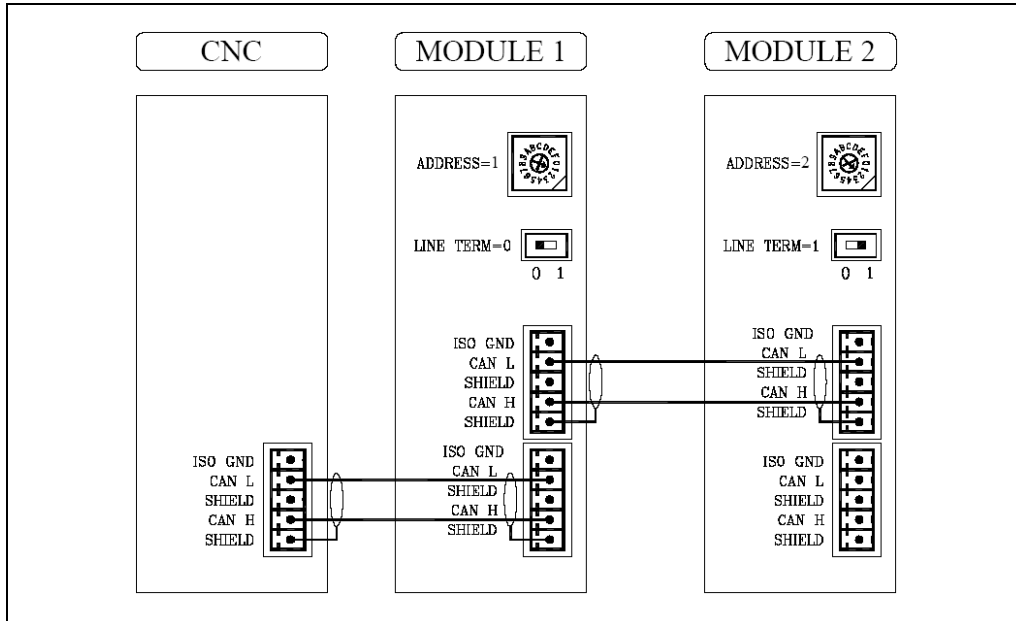 CNC
MODULE 1
MODULE 2
ADDRESS=1
ADDRESS=2
LINE TERM=0
0 1
LINE TERM=1
0 1
ISO GND
CAN L
SHIELD
CAN H
SHIELD
ISO GND
CAN L
SHIELD
CAN H
SHIELD
ISO GND
CAN L
SHIELD
CAN H
SHIELD
ISO GND
CAN L
SHIELD
CAN H
SHIELD
ISO GND
CAN L
SHIELD
CAN H
SHIELD